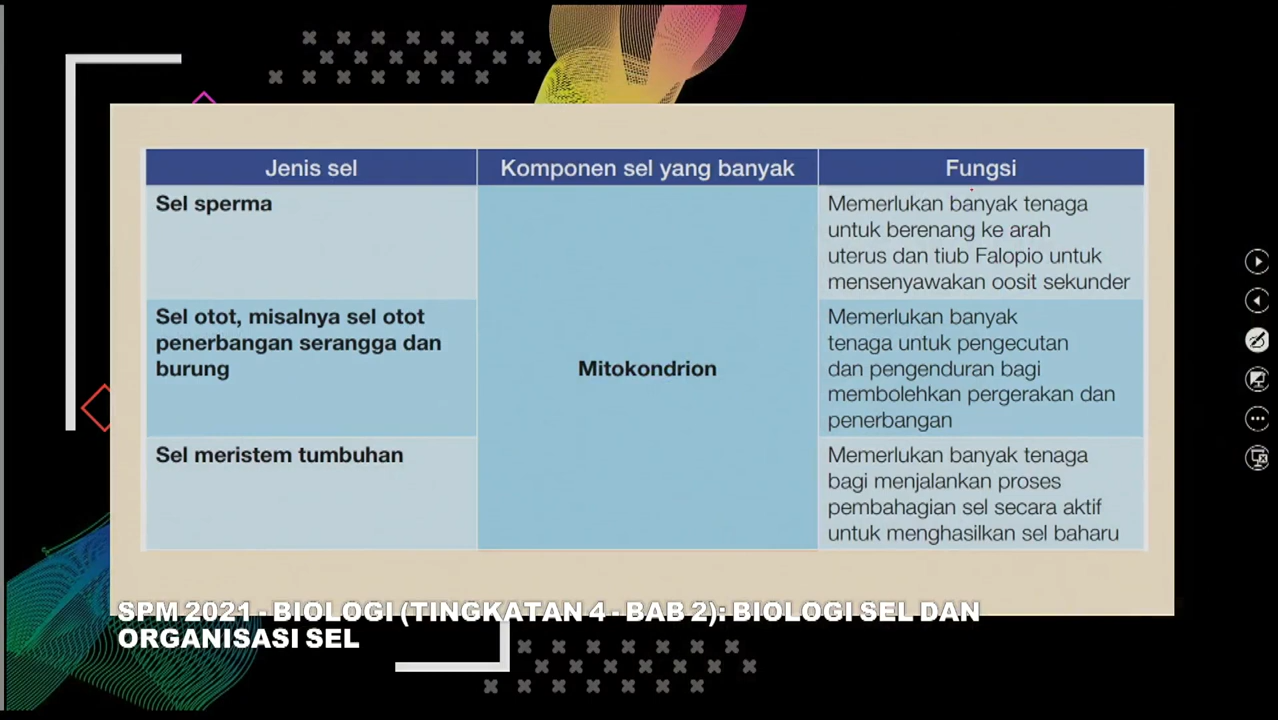 Jenis sel
Komponen sel yang banyak
Fungsi
Sel sperma
Memerlukan banyak tenaga
untuk berenang ke arah
uterus dan tiub Falopio untuk
mensenyawakan oosit sekunder
Sel otot, misalnya sel otot
penerbangan serangga dan
burung
Mitokondrion
Memerlukan banyak
tenaga untuk pengecutan
dan pengenduran bagi
membolehkan pergerakan dan
penerbangan
Sel meristem tumbuhan
Memerlukan banyak tenaga
bagi menjalankan proses
pembahagian sel secara aktif
untuk menghasilkan sel baharu
SPM 2021 - BIOLOGI (TINGKATAN 4 - BAB 2): BIOLOGI SEL DAN
ORGANISASI SEL